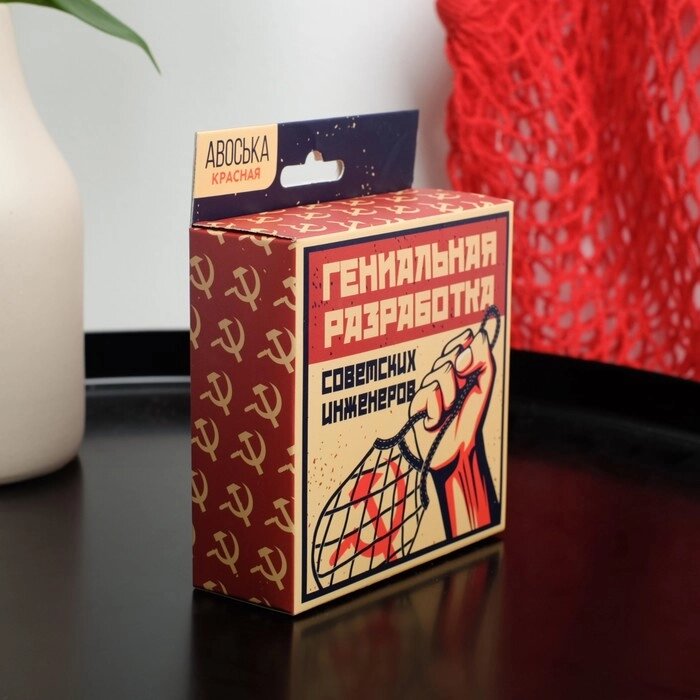 АВОСЬКА
КРАСНАЯ
ГЕНИАЛЬНАЯ
РАЗРАБОТКА
СОВЕТСКИХ
ИНЖЕНЕРОВ